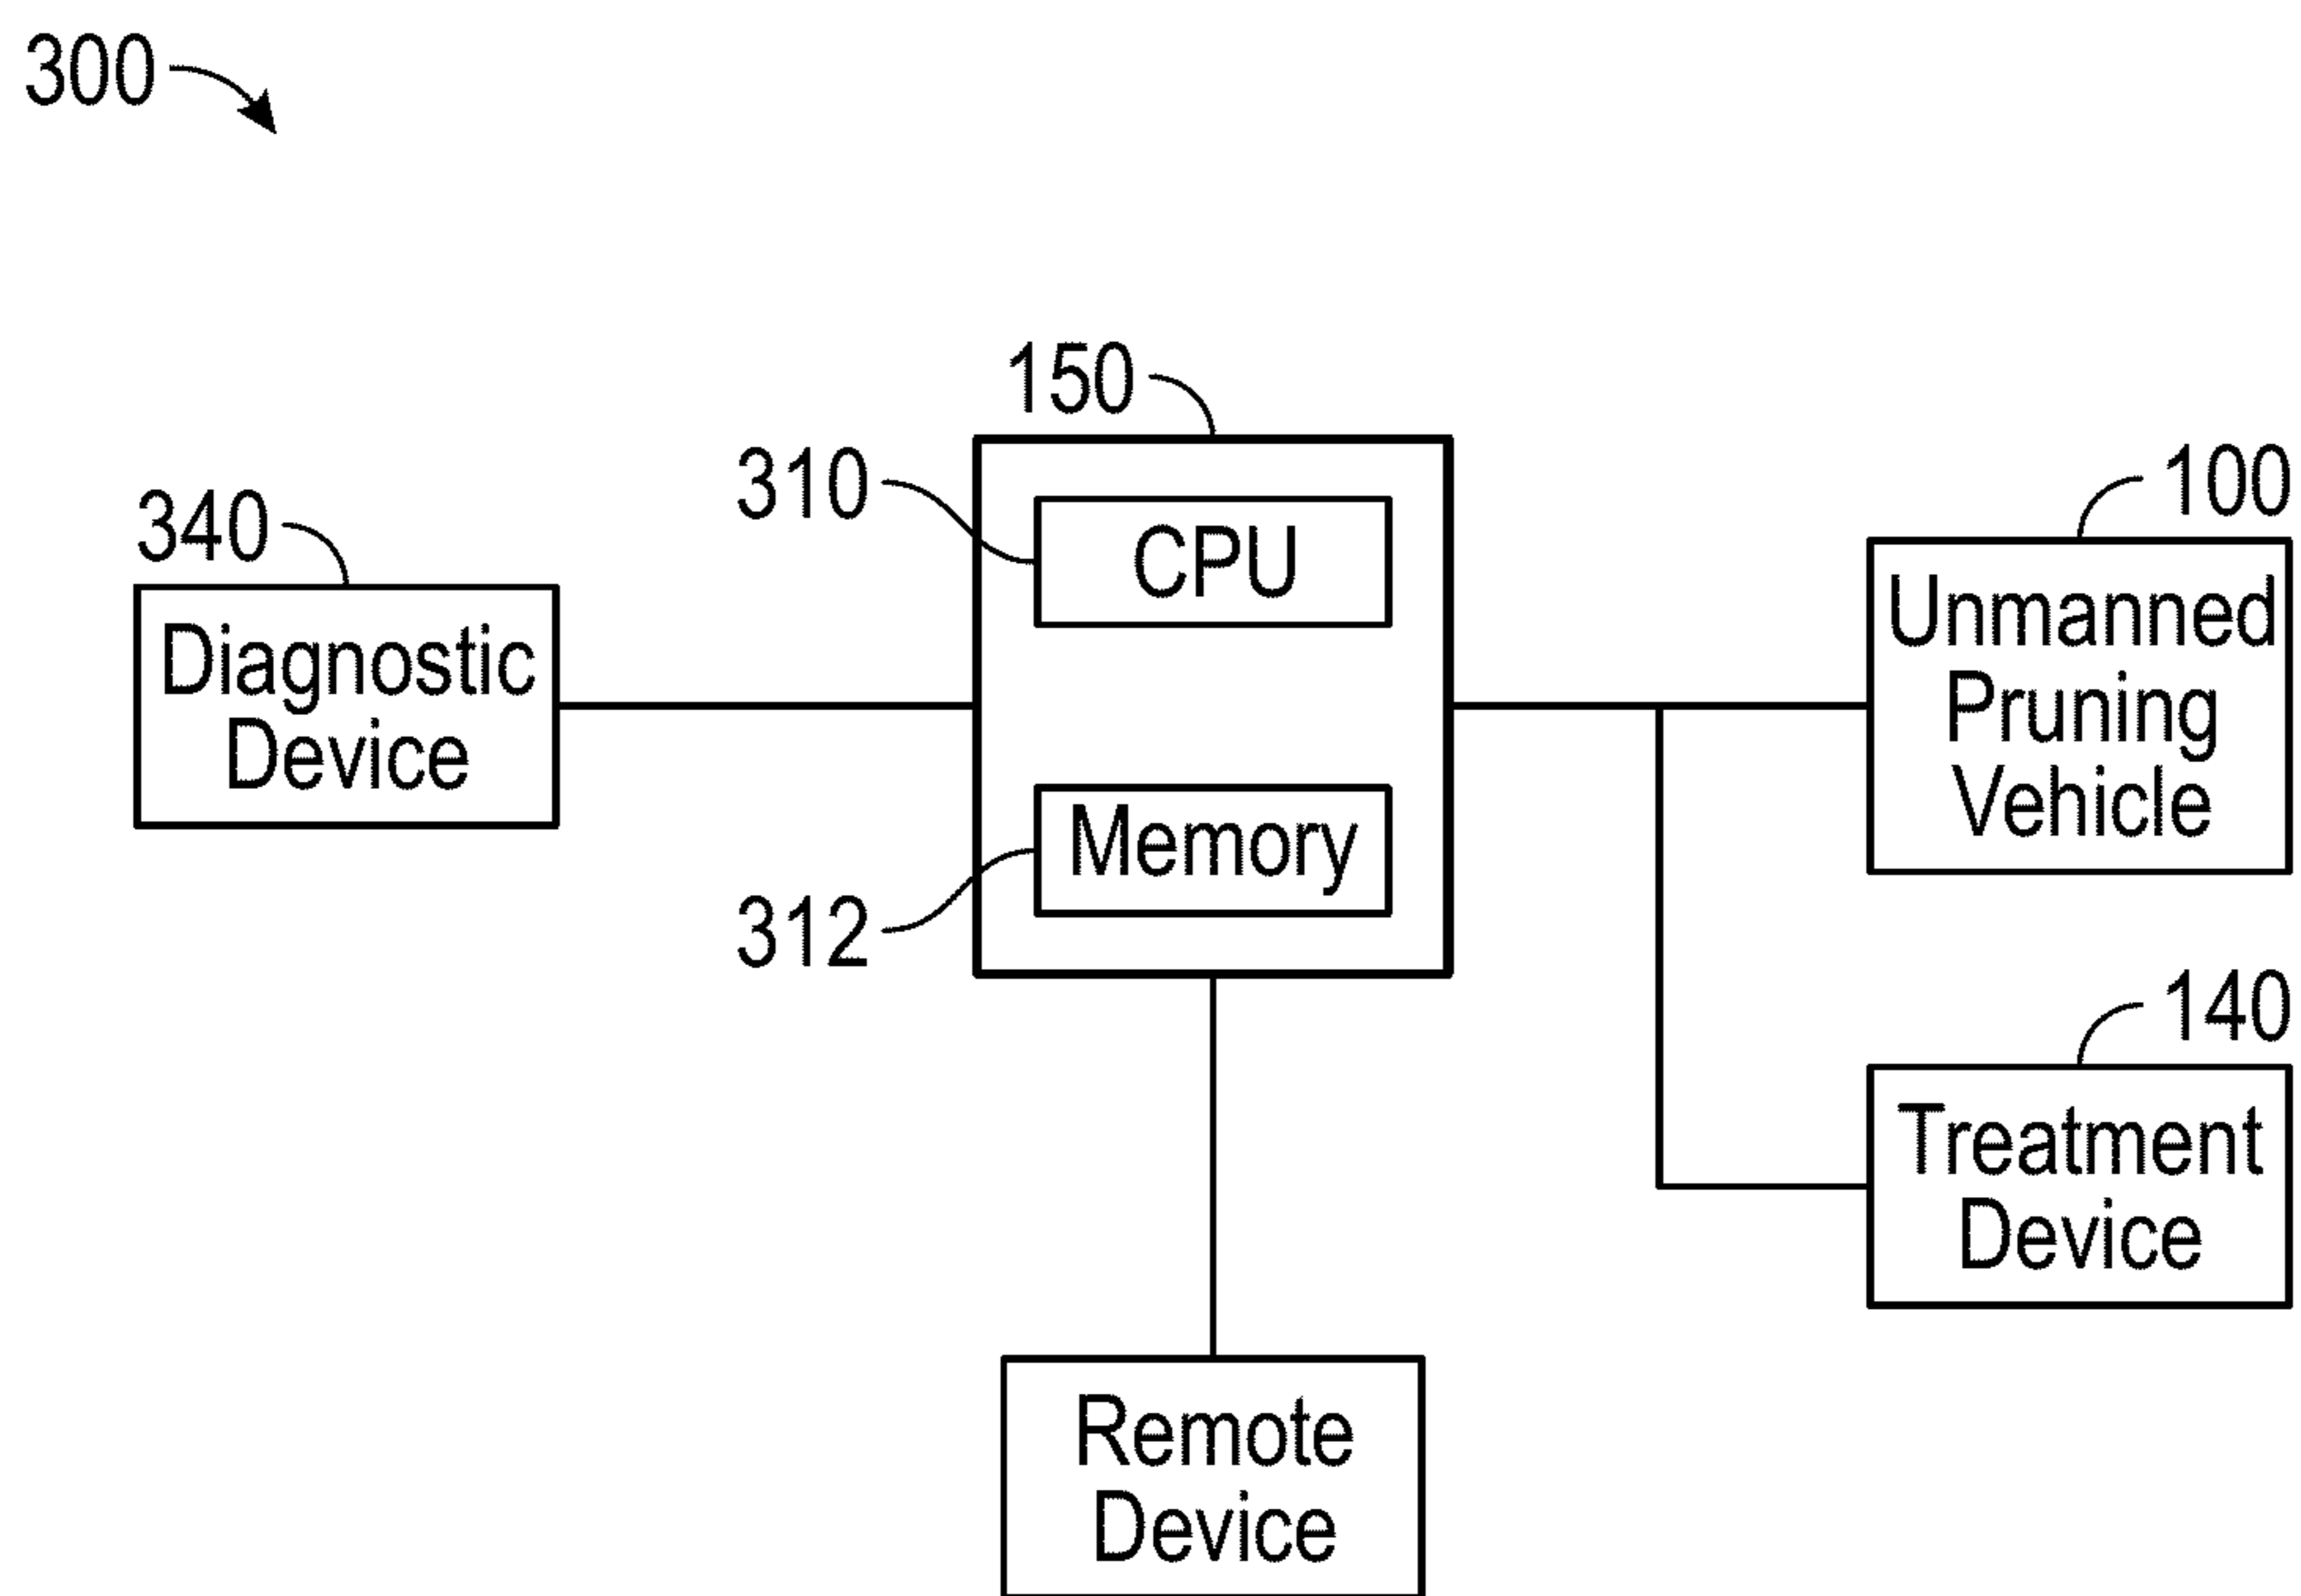 300
150
310
CPU
100
340
Unmanned
Pruning
Vehicle
Diagnostic
Device
Memory
312
140
Treatment
Device
Remote
Device